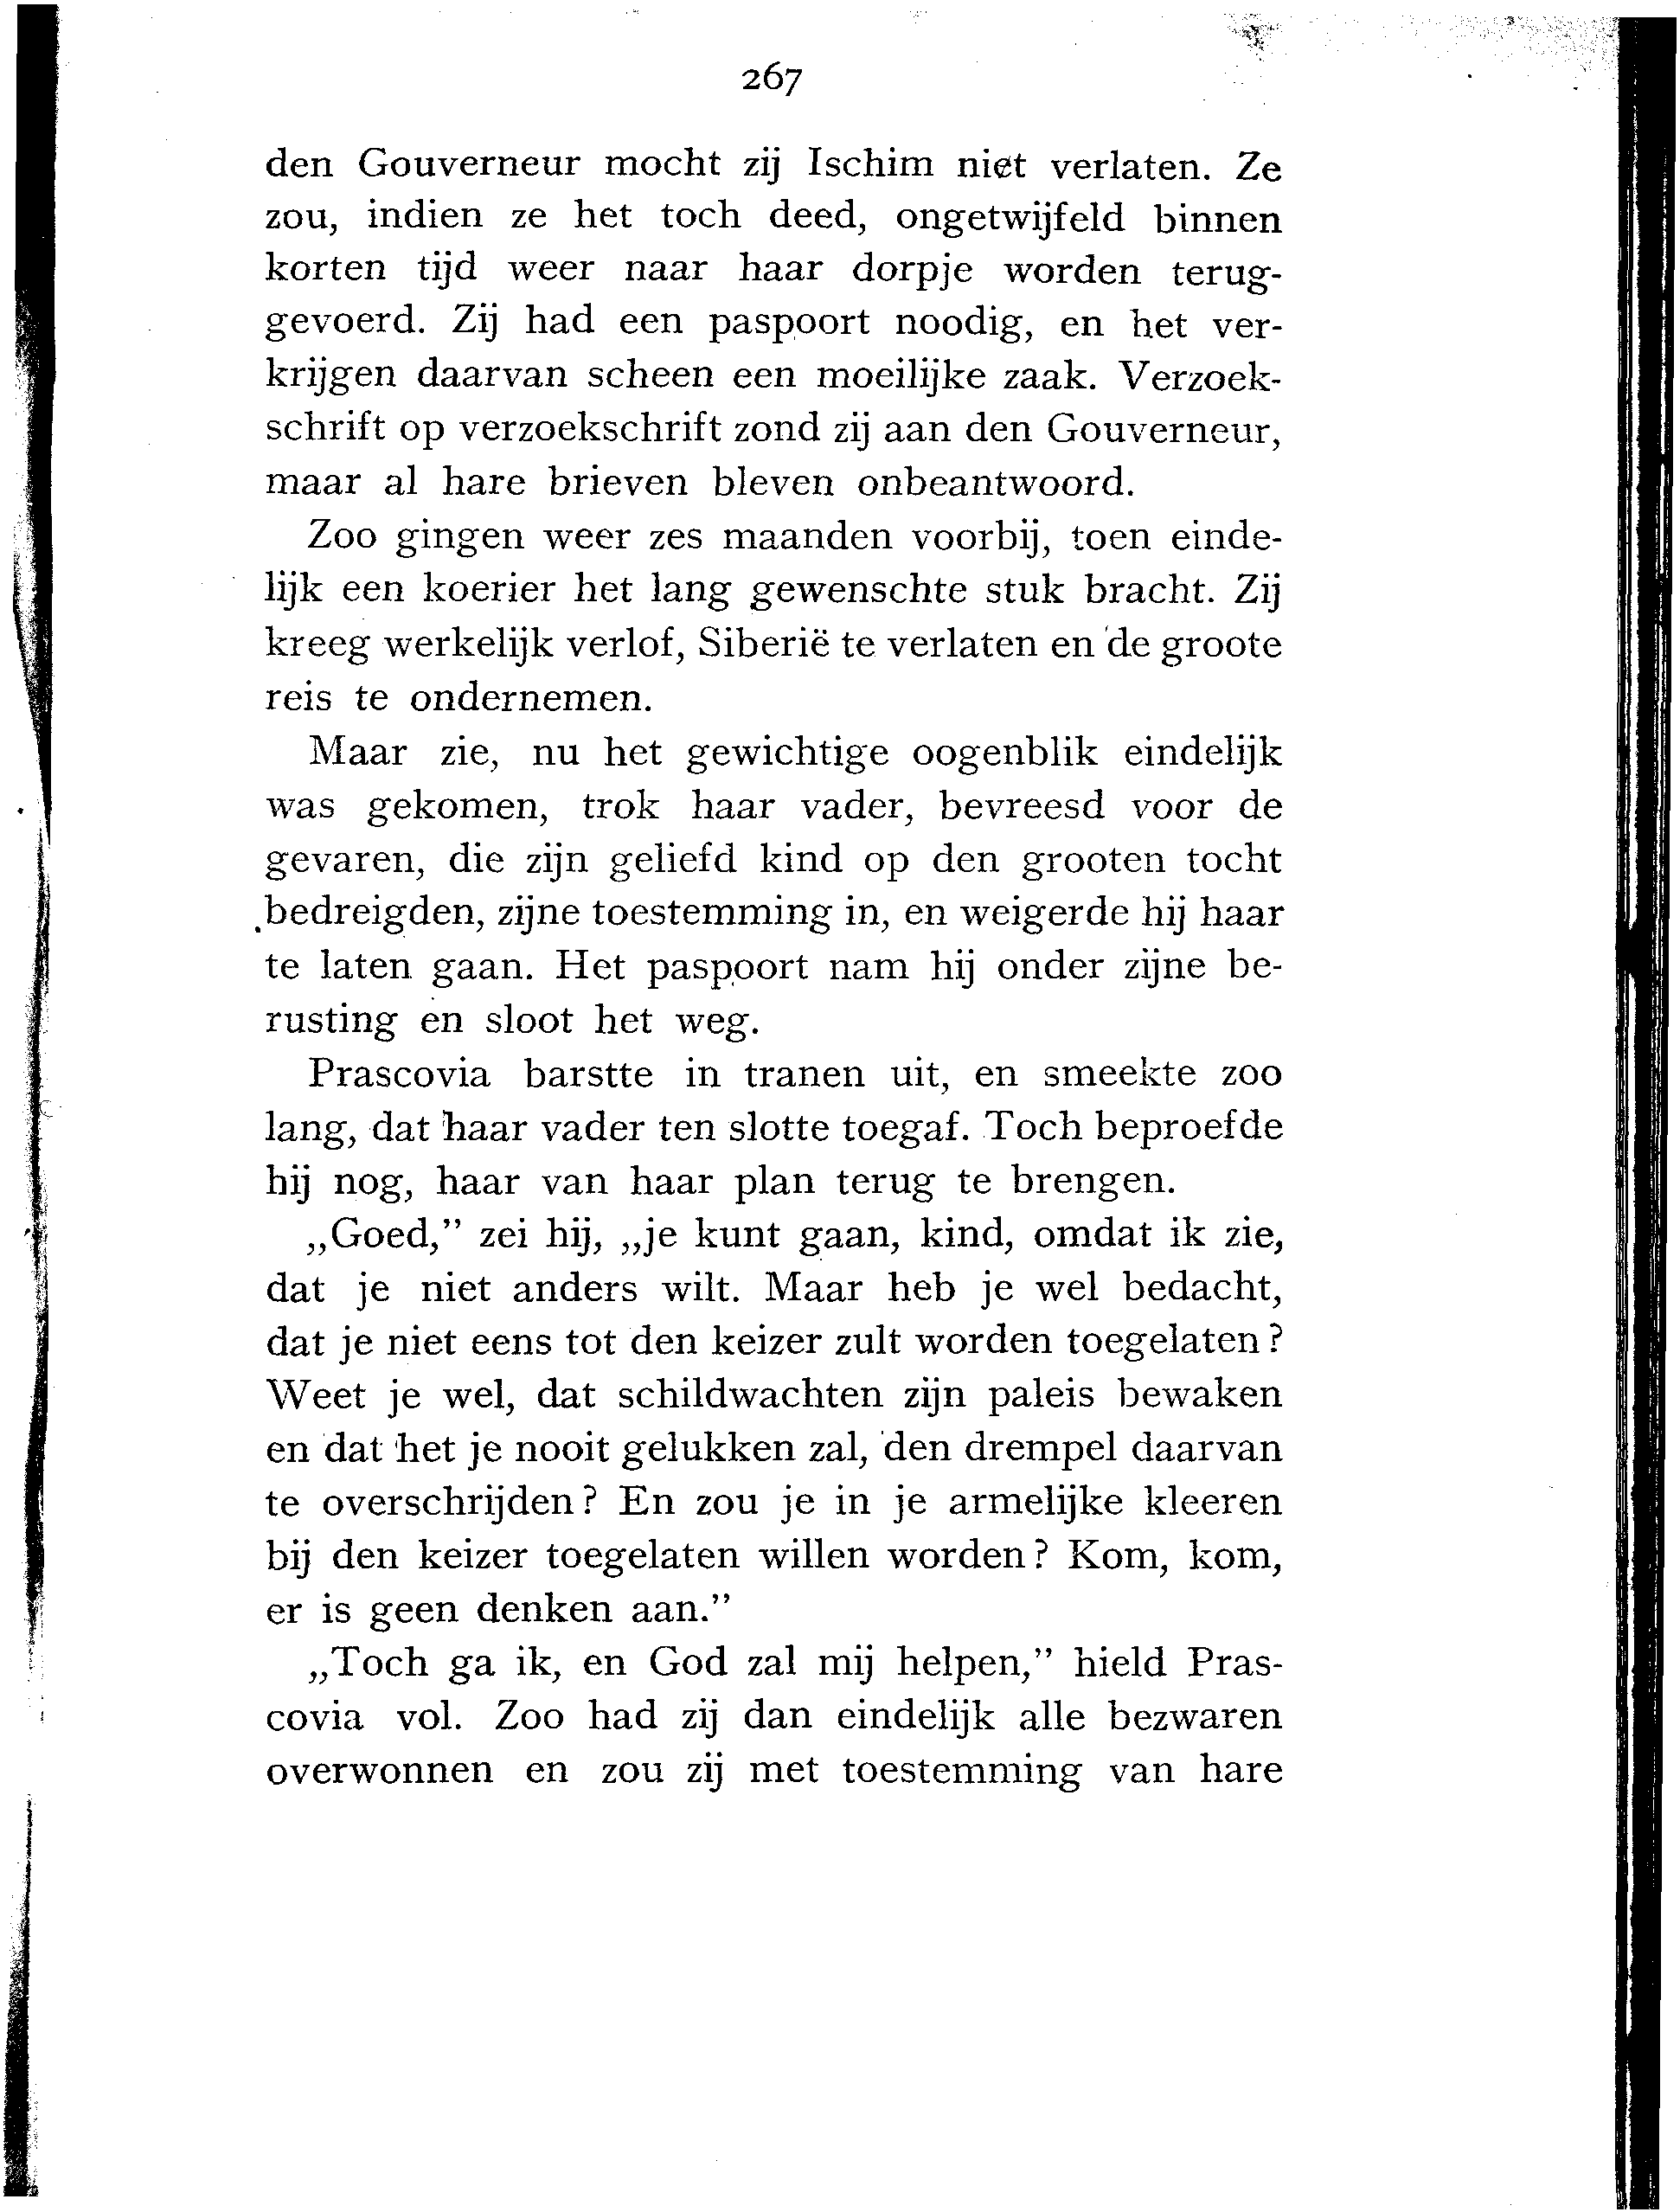 267
den Gouverneur mocht zij Ischim niet verlaten. Ze
zou, indien ze het toch deed, ongetwijfeld binnen
korten tijd weer naar haar dorpje worden terug-
gevoerd. Zij had een paspoort noodig, en het ver-
krijgen daarvan scheen een moeilijke zaak. Verzoek-
schrift op verzoekschrift zond zij aan den Gouverneur,
maar al hare brieven bleven onbeantwoord.
Zoo gingen weer zes maanden voorbij, toen einde-
lijk een koerier het lang gewenschte stuk bracht. Zij
kreeg werkelijk verlof, Siberië te verlaten en de groote
reis te ondernemen.
Maar zie, nu het gewichtige oogenblik eindelijk
was gekomen, trok haar vader, bevreesd voor de
gevaren, die zijn geliefd kind op den grooten tocht
bedreigden, zijne toestemming in, en weigerde hij haar
te laten gaan. Het paspoort nam hij onder zijne be-
rusting en sloot het weg.
Prascovia barstte in tranen uit, en smeekte zoo
lang, dat haar vader ten slotte toegaf. Toch beproefde
hij nog, haar van haar plan terug te brengen.
„Goed,” zei hij, „je kunt gaan, kind, omdat ik zie,
dat je niet anders wilt. Maar heb je wel bedacht,
dat je niet eens tot den keizer zult worden toegelaten?
Weet je wel, dat schildwachten zijn paleis bewaken
en dat het je nooit gelukken zal, den drempel daarvan
te overschrijden? En zou je in je armelijke kleeren
bij den keizer toegelaten willen worden? Kom, kom,
er is geen denken aan.”
„Toch ga ik, en God zal mij helpen,” hield Pras-
covia vol. Zoo had zij dan eindelijk alle bezwaren
overwonnen en zou zij met toestemming van hare